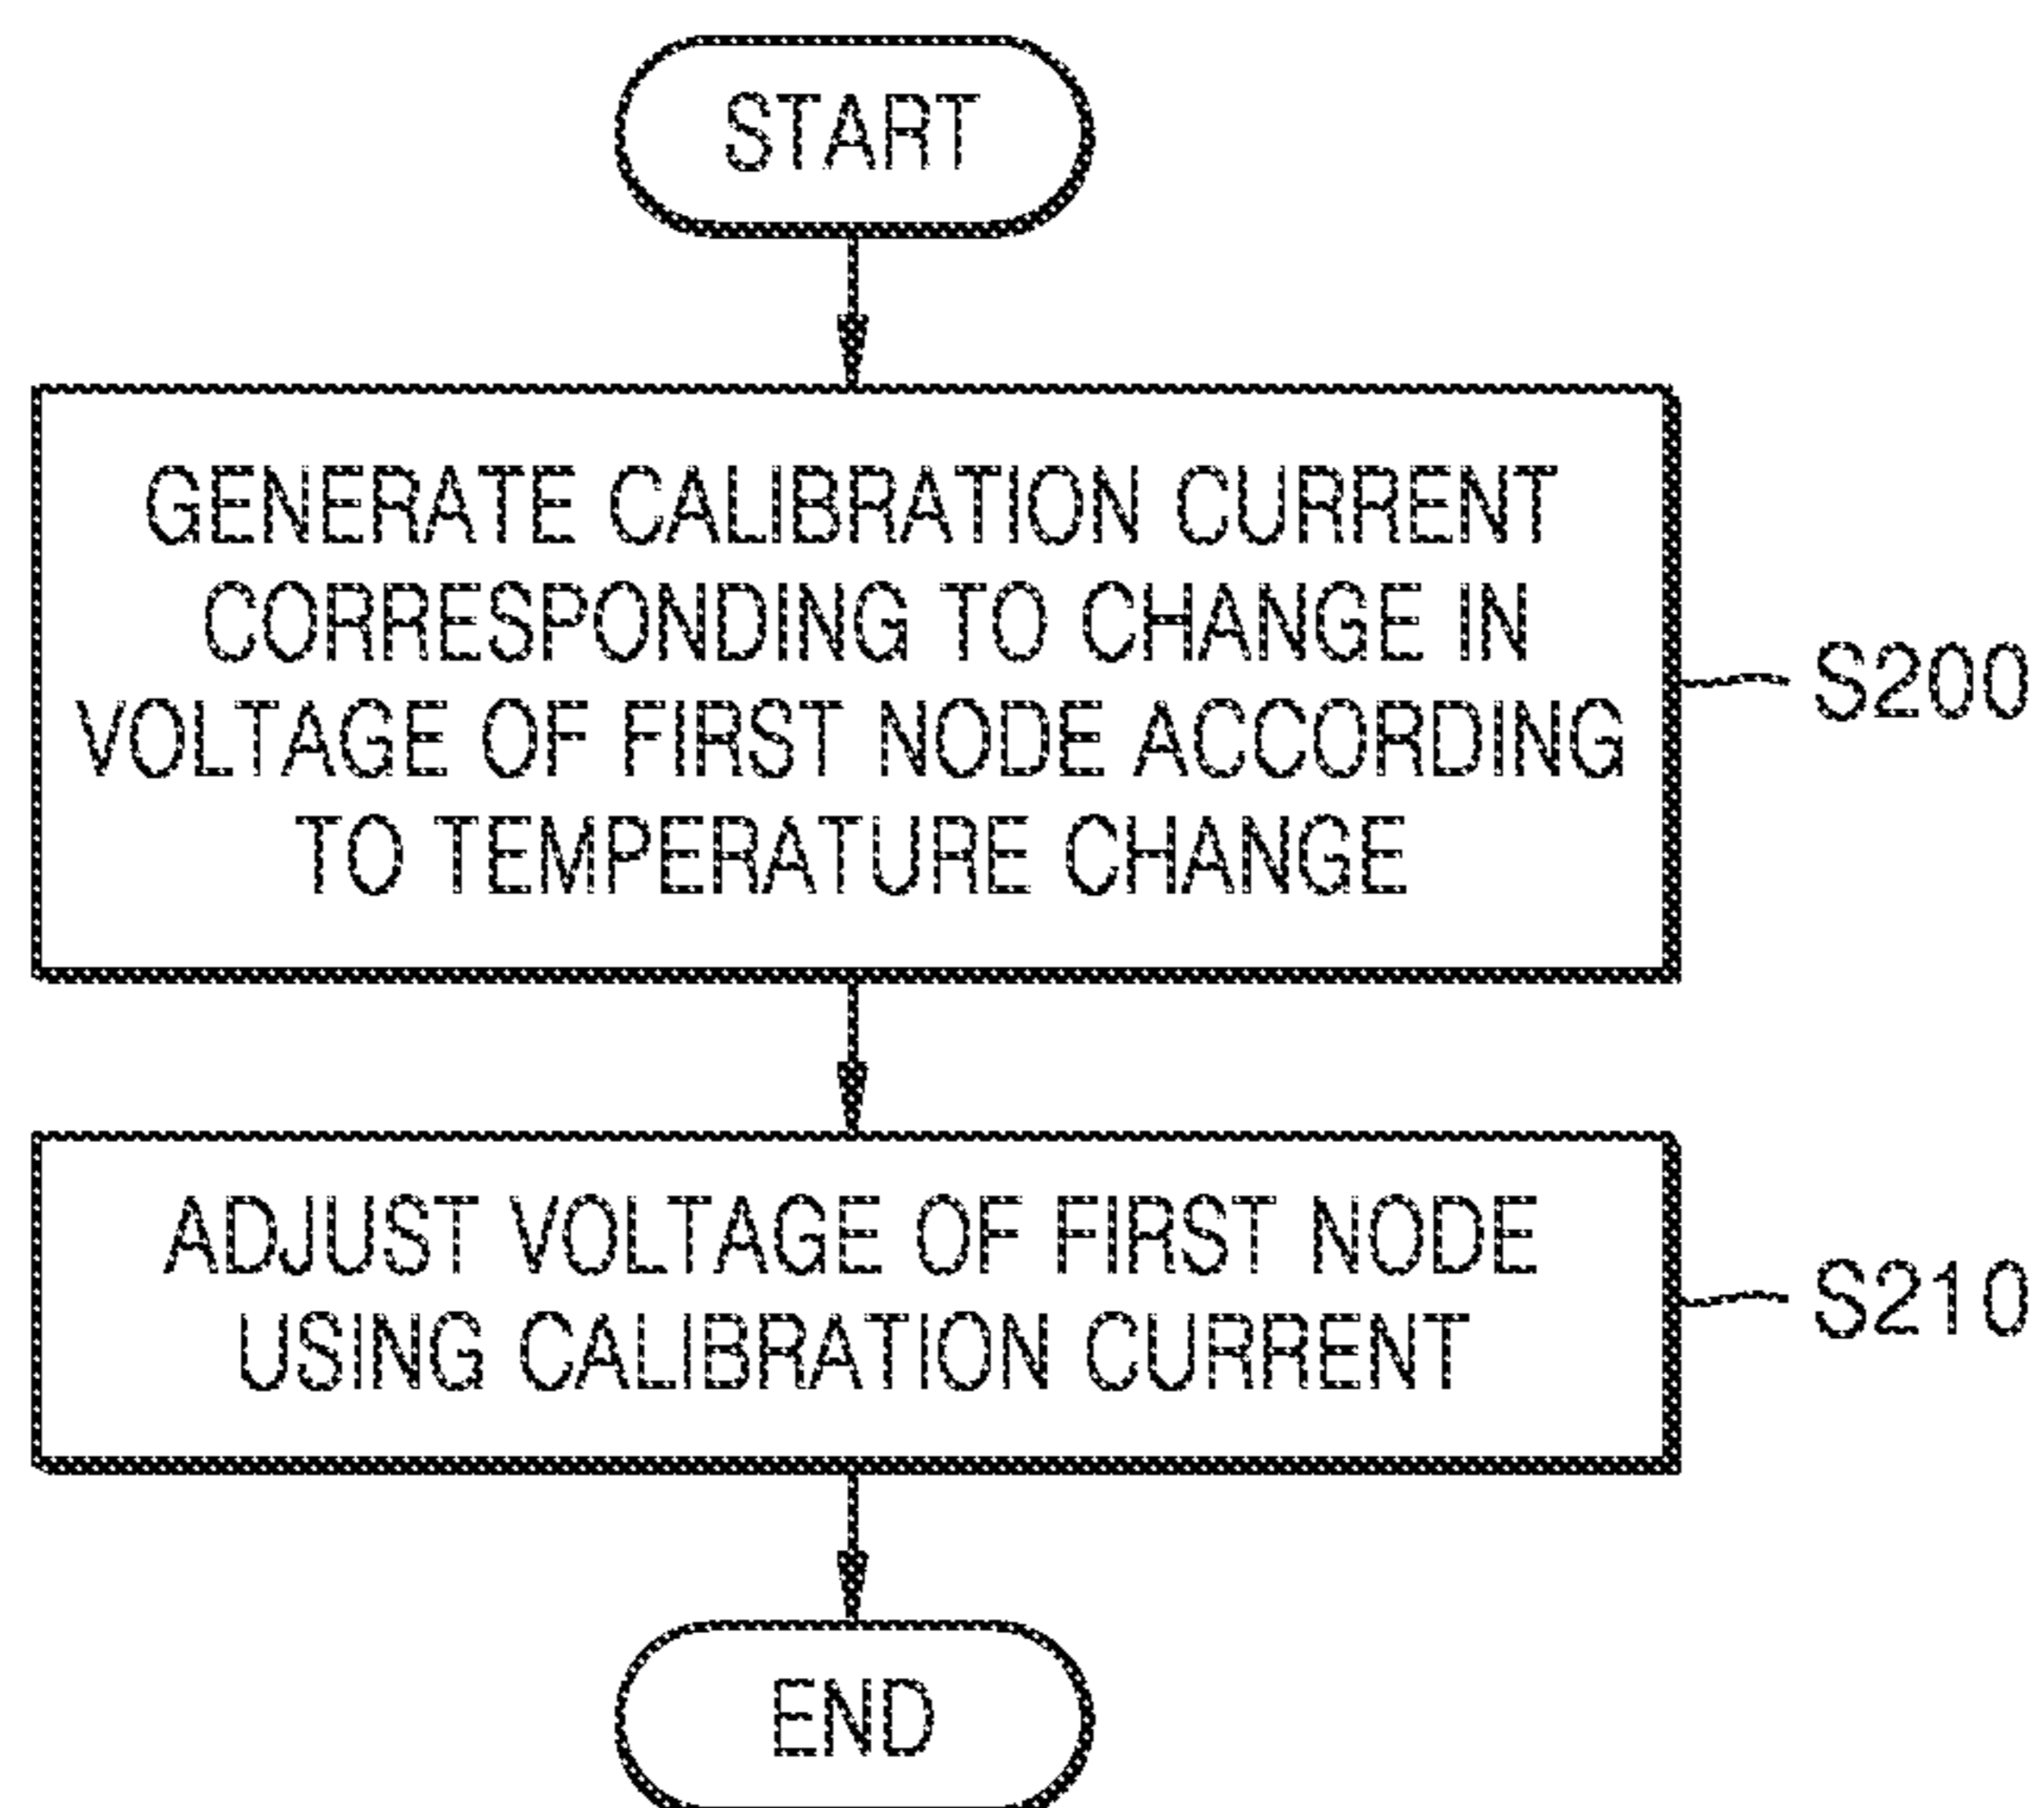 START
GENERATE CALIBRATION CURRENT
CORRESPONDING TO CHANGE IN
VOLTAGE OF FIRST NODE ACCORDING
TO TEMPERATURE CHANGE
S200
ADJUST VOLTAGE OF FIRST NODE
USING CALIBRATION CURRENT
S210
END